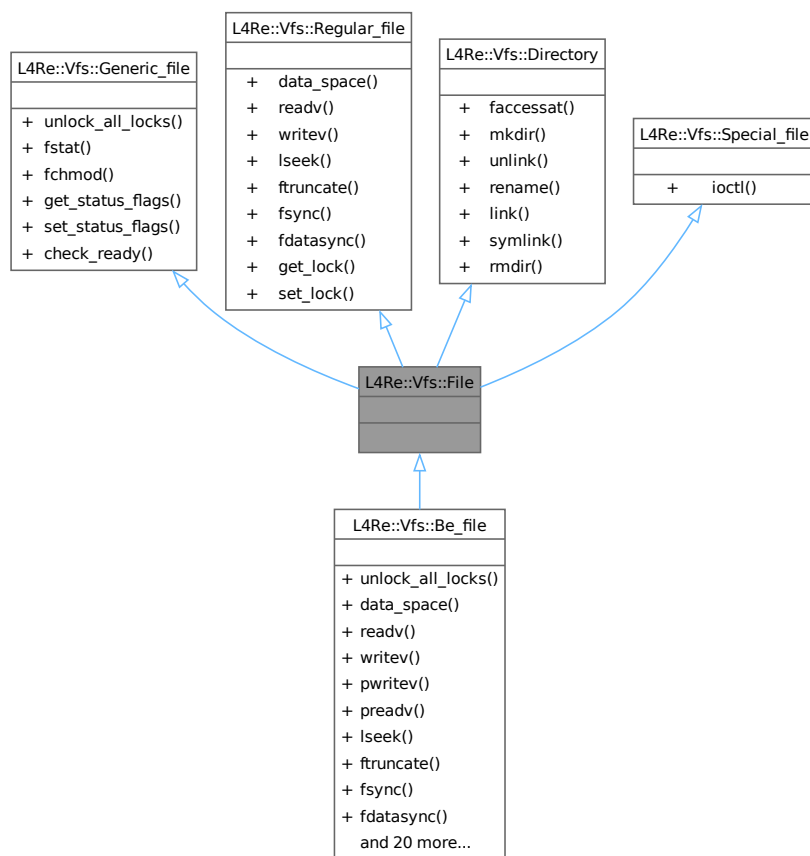 L4Re::Vfs::Generic_file
+ unlock_all_locks()
+ fstat()
+ fchmod()
+ get_status_flags()
+ set_status_flags()
+ check_ready()
L4Re::Vfs::Regular_file
+ data_space()
+ readv()
+ writev()
+ lseek()
+ ftruncate()
+ fsync()
+ fdatasync()
+ get_lock()
+ set_lock()
L4Re::Vfs::Directory
+ faccessat()
+ mkdir()
+ unlink()
+ rename()
+ link()
+ symlink()
+ rmdir()
L4Re::Vfs::Special_file
+ ioctl()
L4Re::Vfs::File
L4Re::Vfs::Be_file
+ unlock_all_locks()
+ data_space()
+ readv()
+ writev()
+ pwritev()
+ preadv()
+ lseek()
+ ftruncate()
+ fsync()
+ fdatasync()
and 20 more...